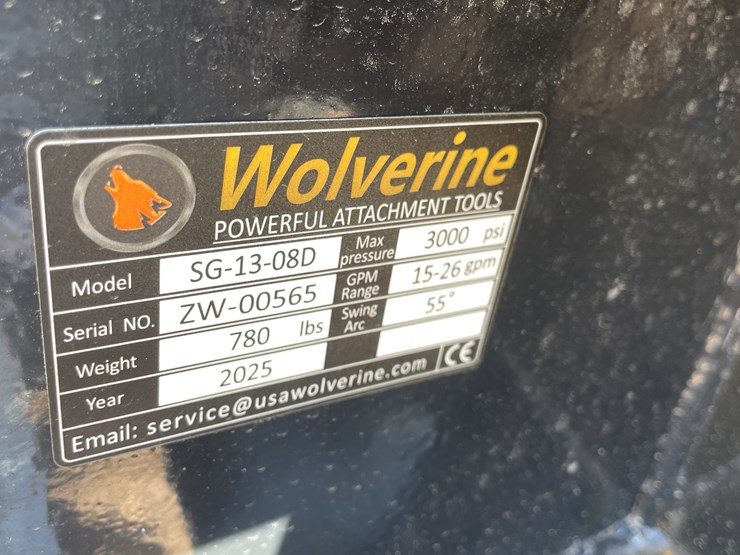 Wolverine
POWERFUL ATTACHMENT TOOLS
Model SG-13-08D Max pressure 3000 psi
Serial NO. ZW-00565 GPM Range 15-26 gpm
Weight 780 lbs Swing Arc 55°
Year 2025
Email: service@usawolverine.com CE